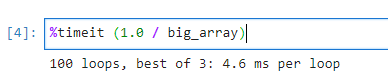 [4]: %timeit (1.0 / big_array)
100 loops, best of 3: 4.6 ms per loop